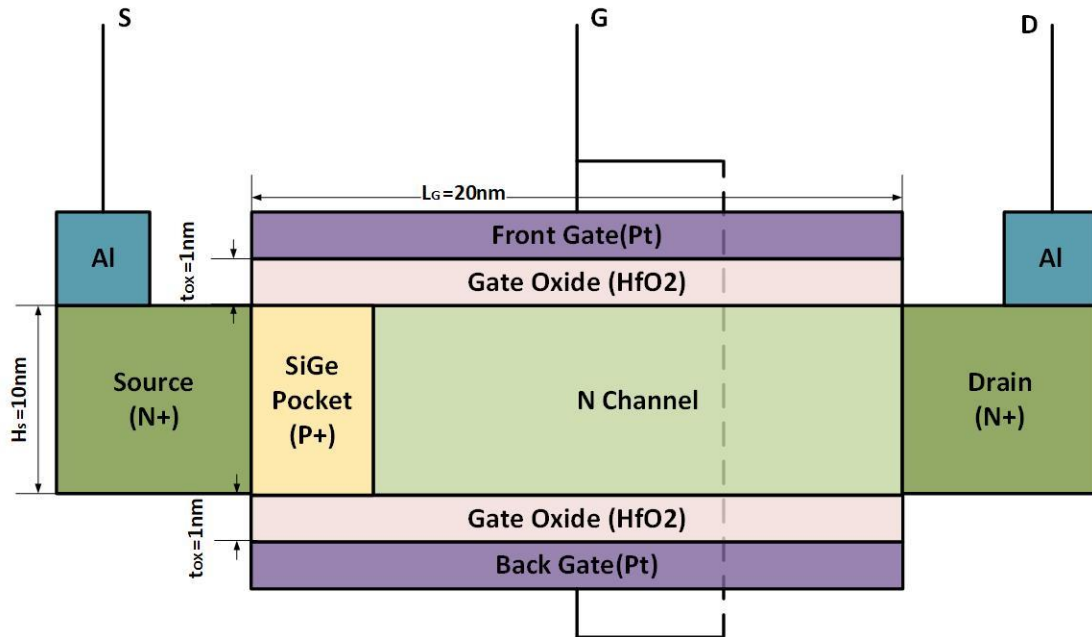 S
G
D
LG=20nm
Front Gate(Pt)
Al
Al
tox=1nm
Gate Oxide (HfO2)
Hs=10nm
Source
(N+)
SiGe
Pocket
(P+)
N Channel
Drain
(N+)
tox=1nm
Gate Oxide (HfO2)
Back Gate(Pt)